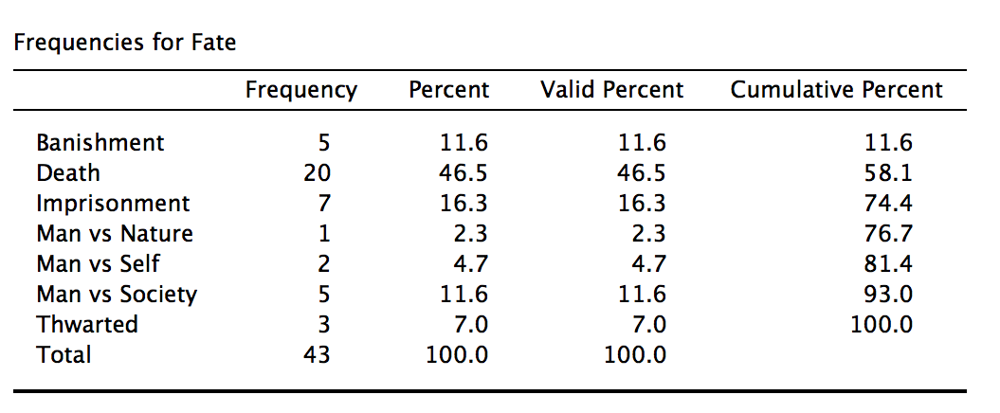 Frequencies for Fate
Frequency Percent Valid Percent Cumulative Percent
Banishment 5 11.6 11.6 11.6
Death 20 46.5 46.5 58.1
Imprisonment 7 16.3 16.3 74.4
Man vs Nature 1 2.3 2.3 76.7
Man vs Self 2 4.7 4.7 81.4
Man vs Society 5 11.6 11.6 93.0
Thwarted 3 7.0 7.0 100.0
Total 43 100.0 100.0